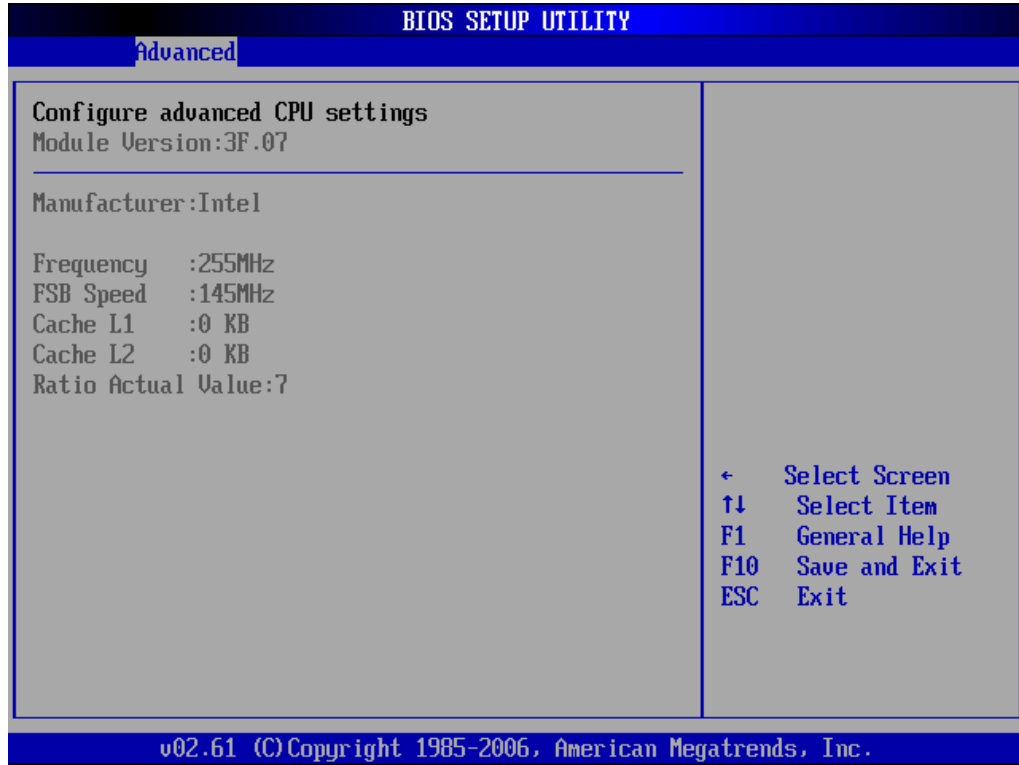 BIOS SETUP UTILITY
Advanced
Configure advanced CPU settings
Module Version:3F.07
Manufacturer:Intel
Frequency :255MHz
FSB Speed :145MHz
Cache L1 :0 KB
Cache L2 :0 KB
Ratio Actual Value:7
← Select Screen
↑↓ Select Item
F1 General Help
F10 Save and Exit
ESC Exit
v02.61 (C)Copyright 1985-2006, American Megatrends, Inc.